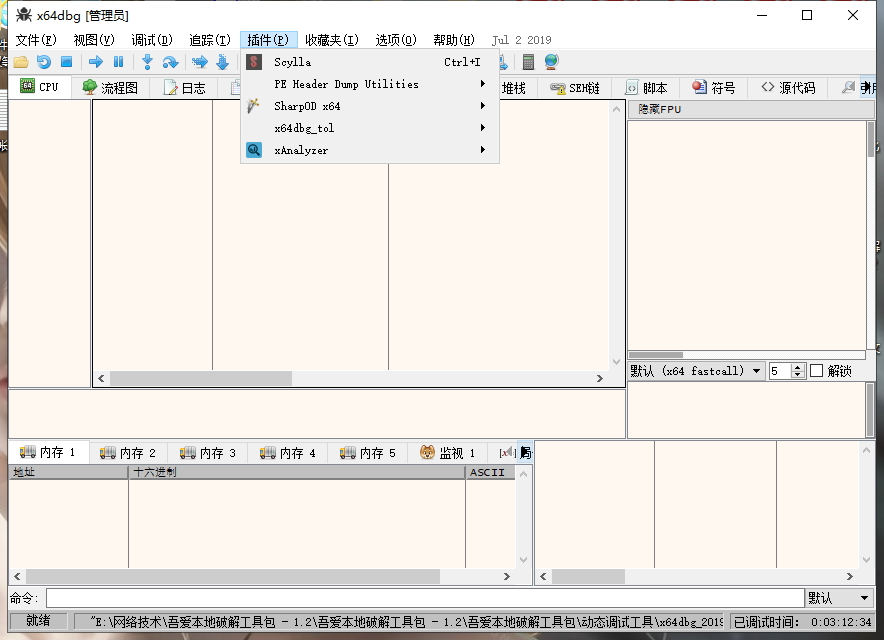 x64dbg [管理员]
文件(F) 视图(V) 调试(D) 追踪(T) 插件(P) 收藏夹(I) 选项(O) 帮助(H) Jul 2 2019
Scylla Ctrl+I
PE Header Dump Utilities
SharpOD x64
x64dbg_tol
xAnalyzer
CPU 流程图 日志 堆栈 SEH链 脚本 符号 源代码
隐藏FPU
默认 (x64 fastcall) 5 解锁
内存 1 内存 2 内存 3 内存 4 内存 5 监视 1 [x=]
地址 十六进制 ASCII
命令: 默认
就绪 "E:\网络技术\吾爱本地破解工具包 - 1.2\吾爱本地破解工具包 - 1.2\吾爱本地破解工具包\动态调试工具\x64dbg_2019 已调试时间: 0:03:12:34